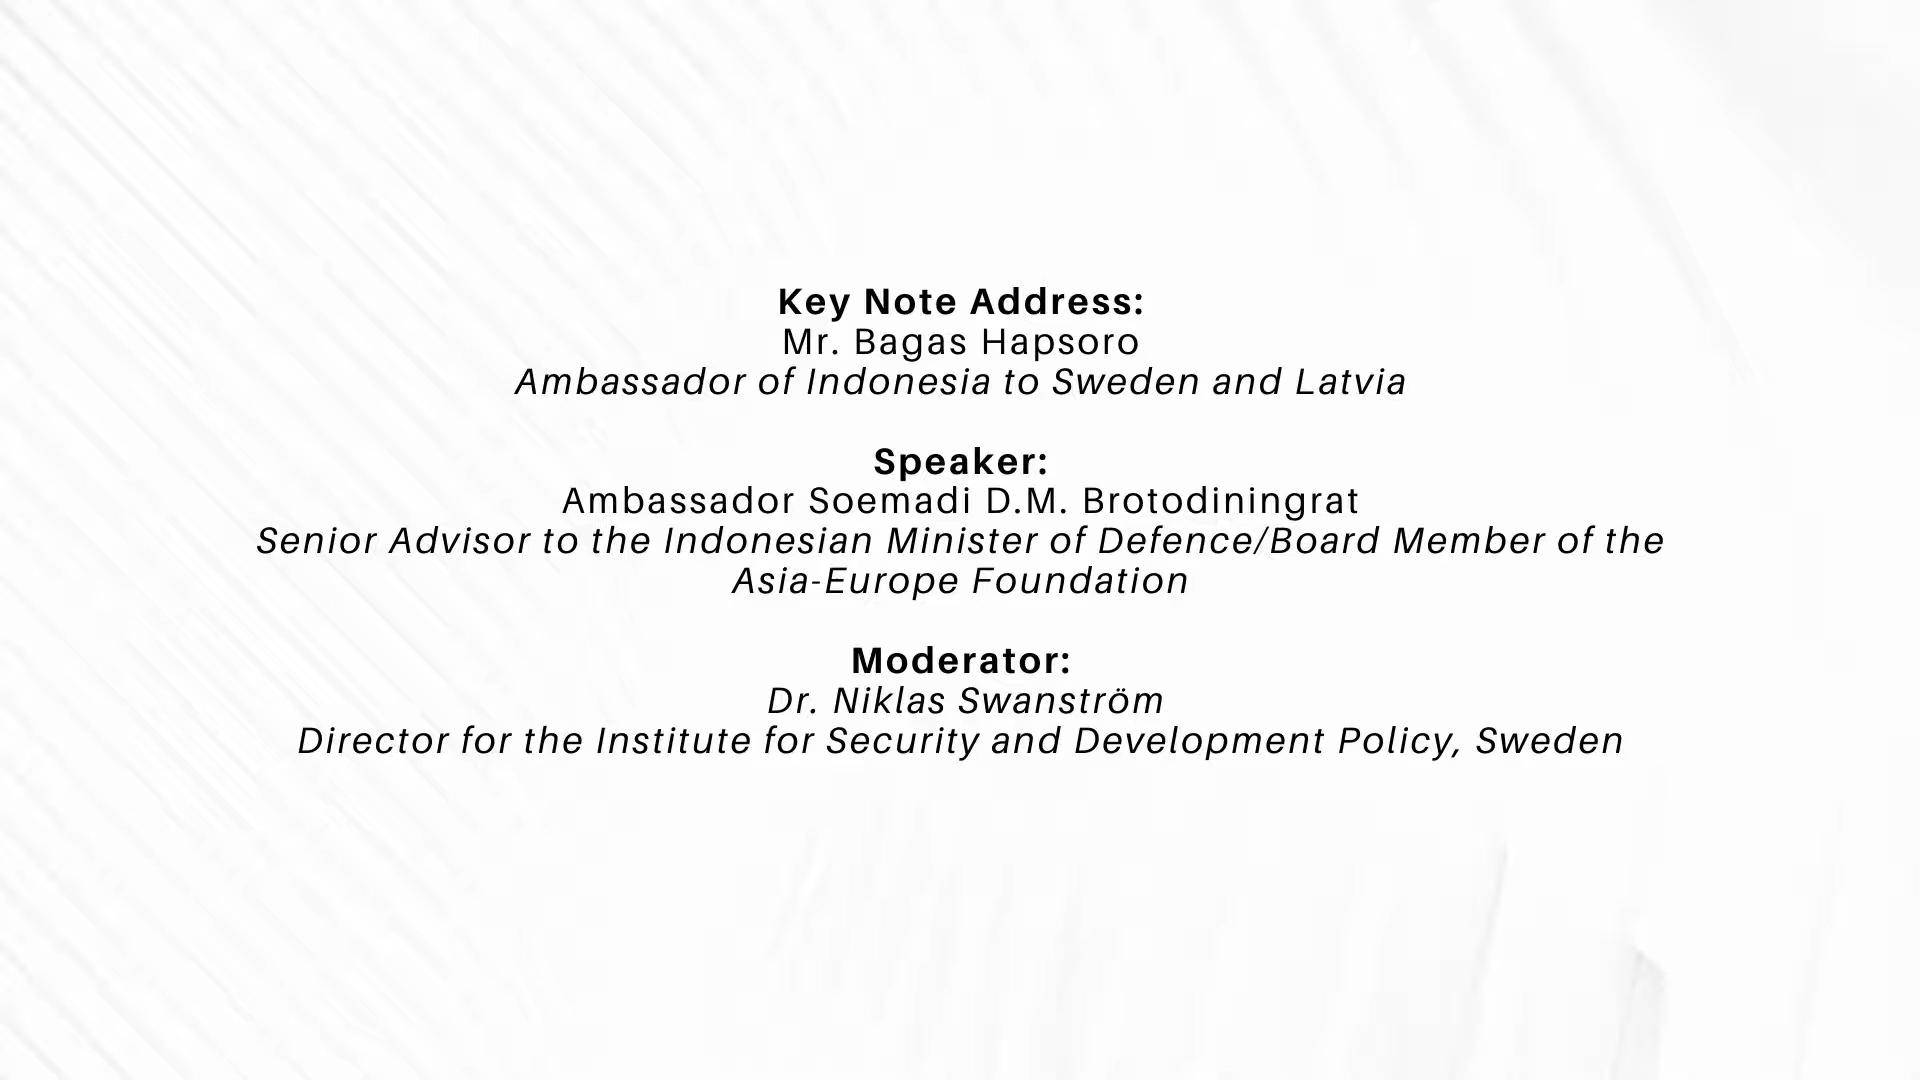 Key Note Address:
Mr. Bagas Hapsoro
Ambassador of Indonesia to Sweden and Latvia
Speaker:
Ambassador Soemadi D.M. Brotodiningrat
Senior Advisor to the Indonesian Minister of Defence/Board Member of the
Asia-Europe Foundation
Moderator:
Dr. Niklas Swanström
Director for the Institute for Security and Development Policy, Sweden